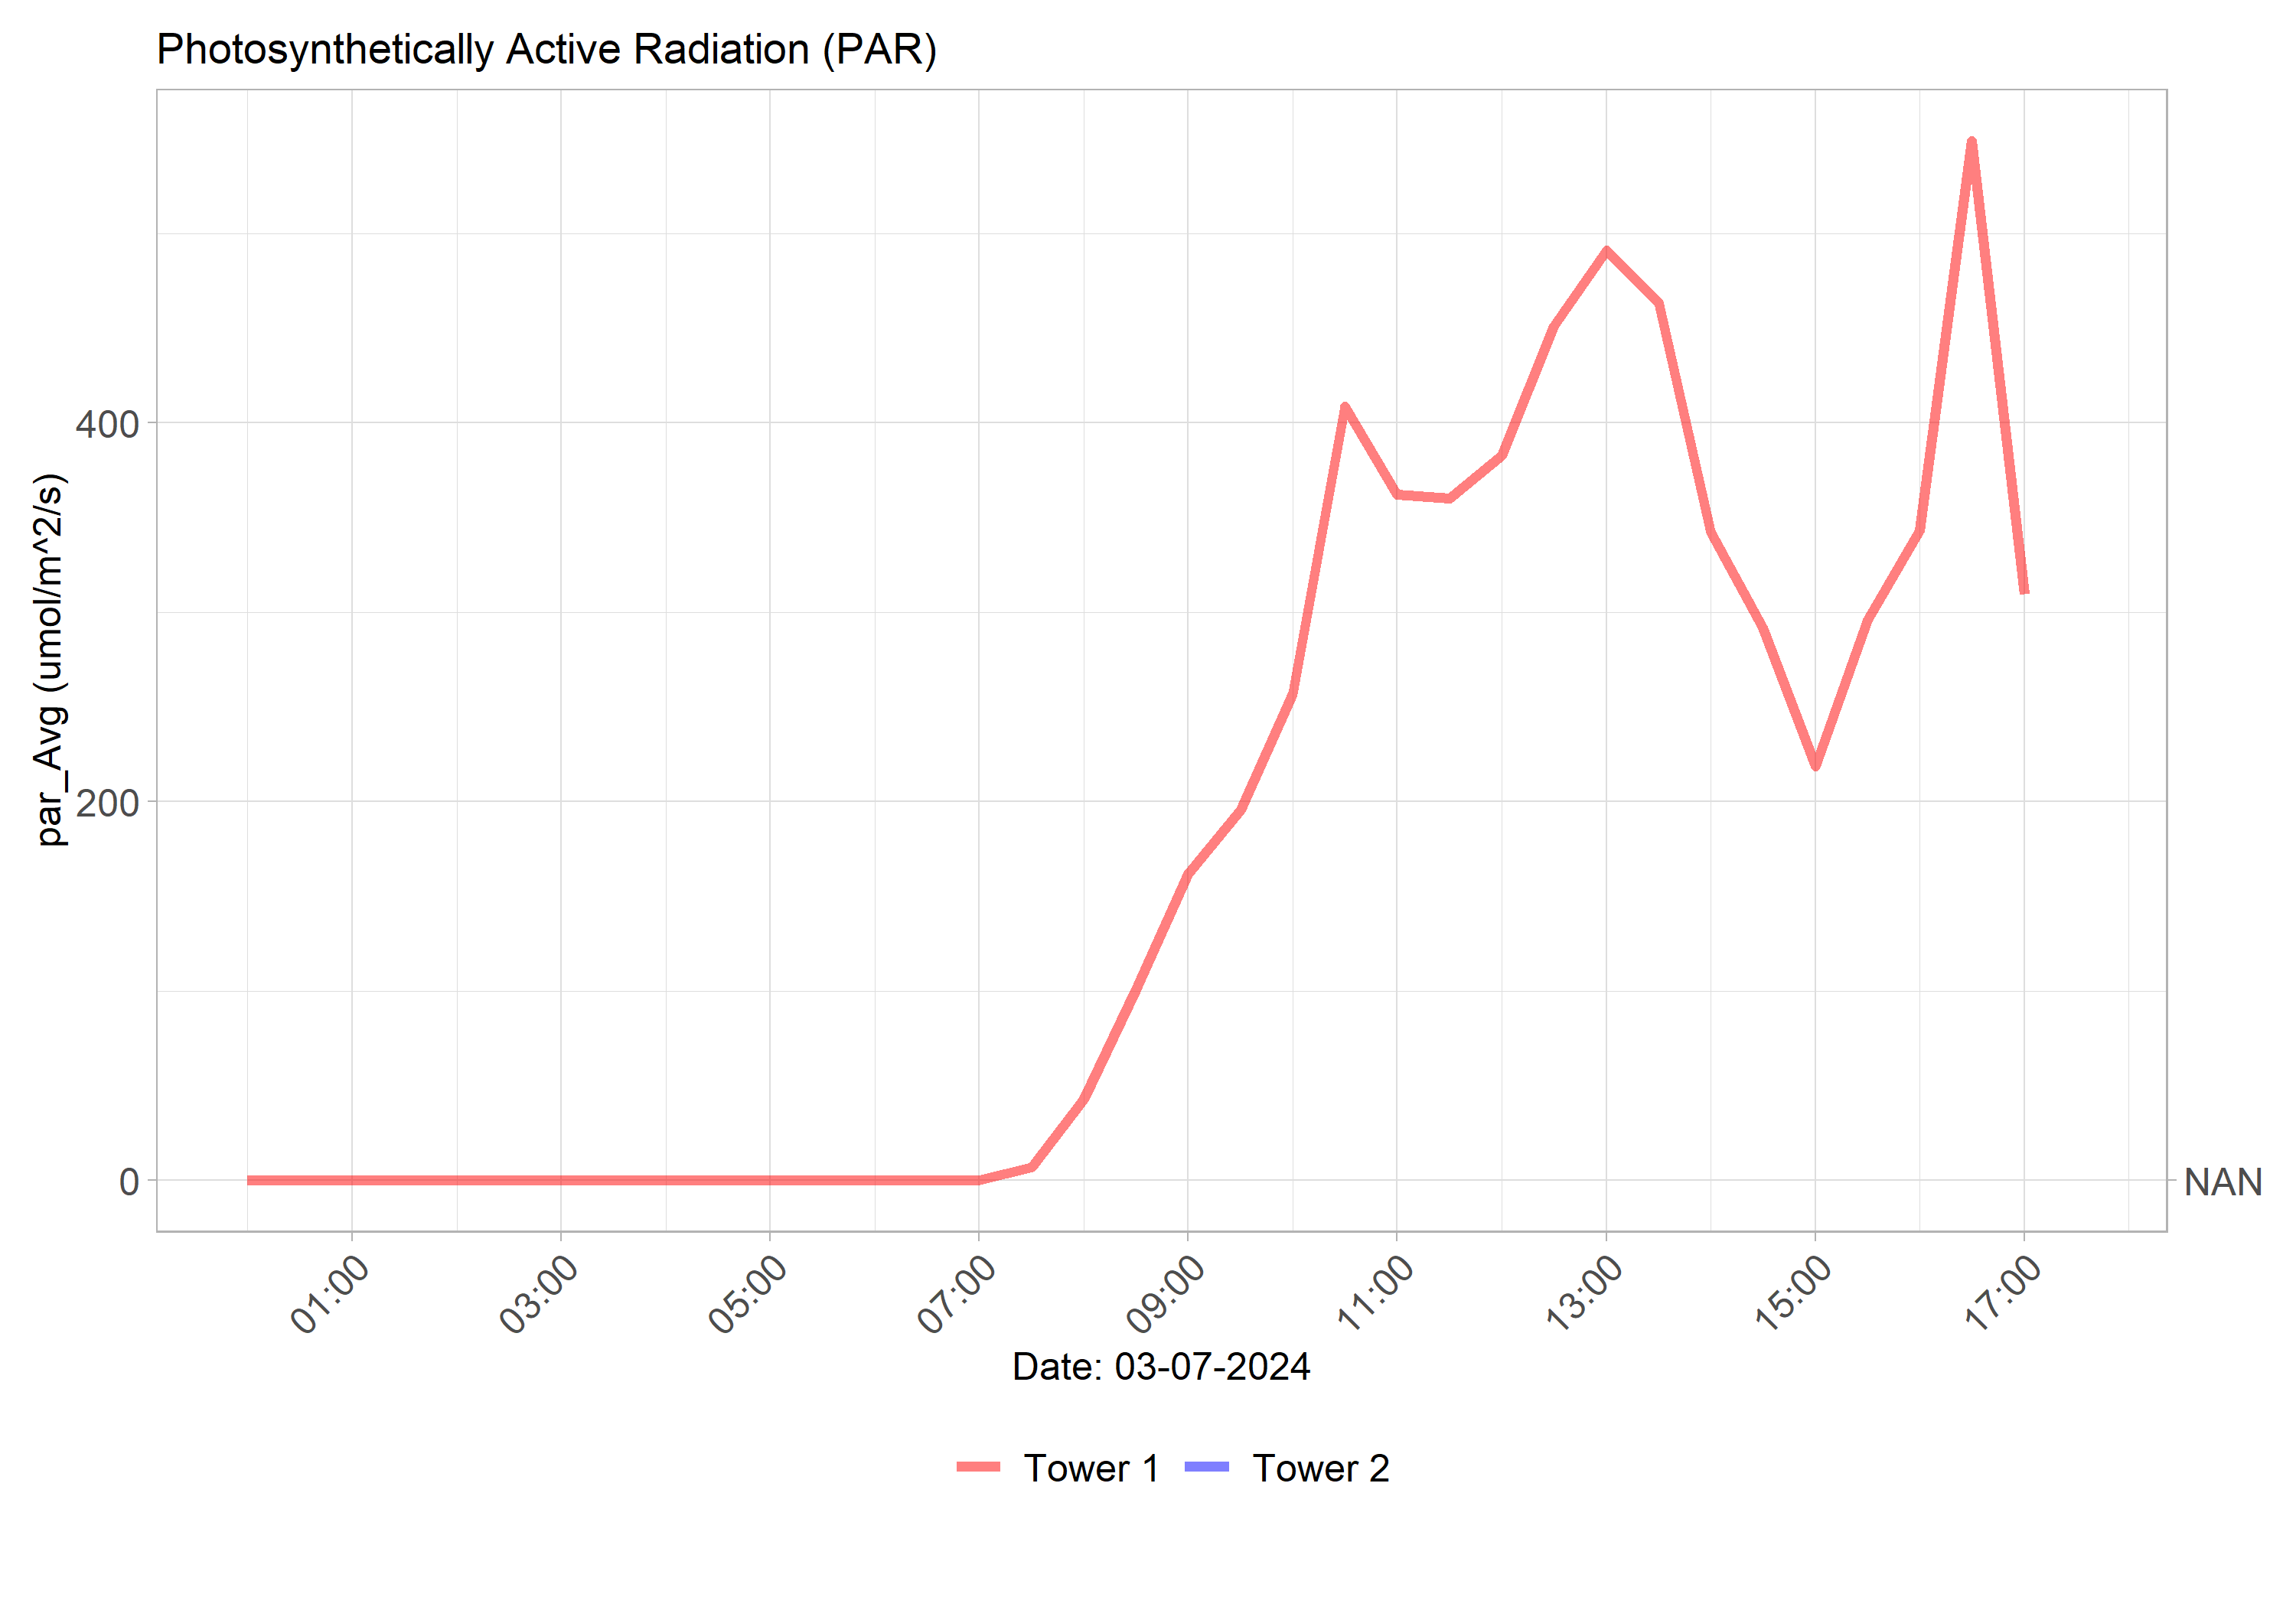 Photosynthetically Active Radiation (PAR)
par_Avg (umol/m^2/s)
400
200
0
NAN
01:00
03:00
05:00
07:00
09:00
11:00
13:00
15:00
17:00
Date: 03-07-2024
Tower 1
Tower 2